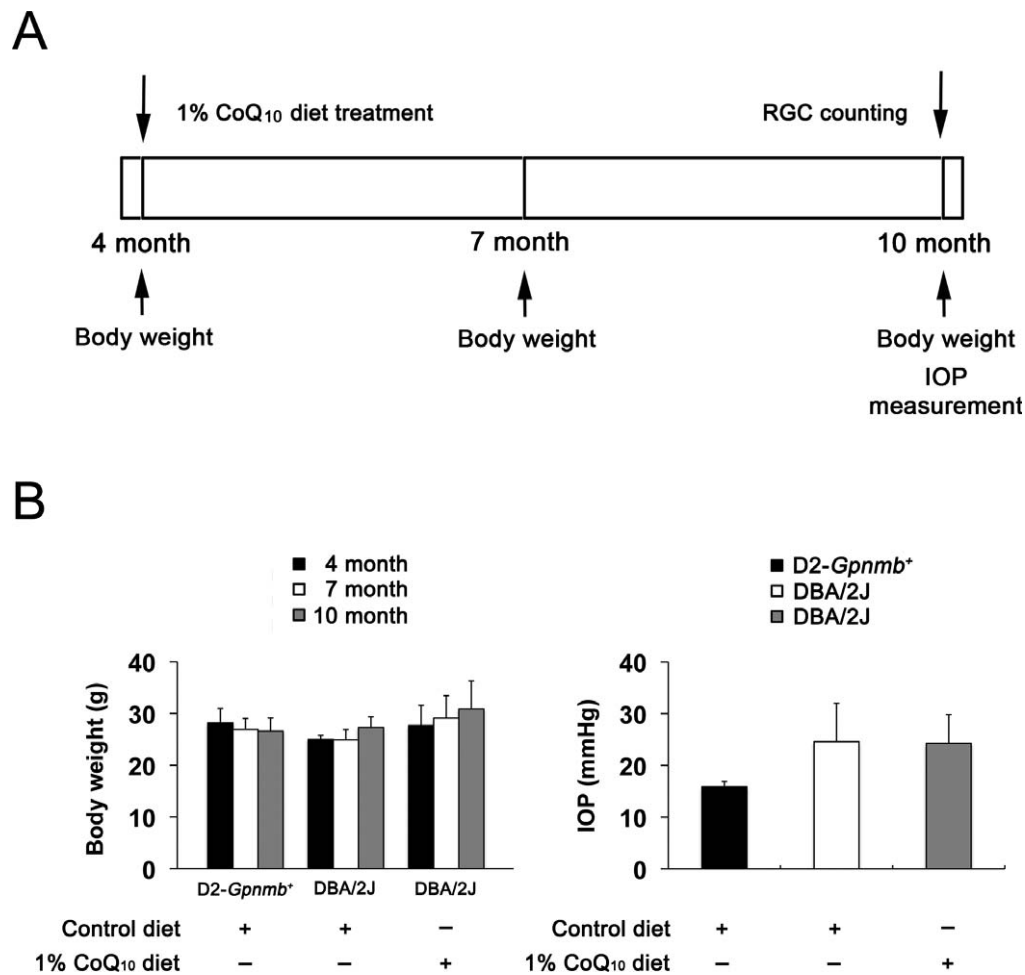 A
1% CoQ₁₀ diet treatment
RGC counting
4 month
7 month
10 month
Body weight
Body weight
Body weight
IOP
measurement
B
4 month
7 month
10 month
40
30
20
10
0
Body weight (g)
D2-Gpnmb⁺
DBA/2J
DBA/2J
Control diet + + −
1% CoQ₁₀ diet − − +
D2-Gpnmb⁺
DBA/2J
DBA/2J
40
30
20
10
0
IOP (mmHg)
Control diet + + −
1% CoQ₁₀ diet − − +